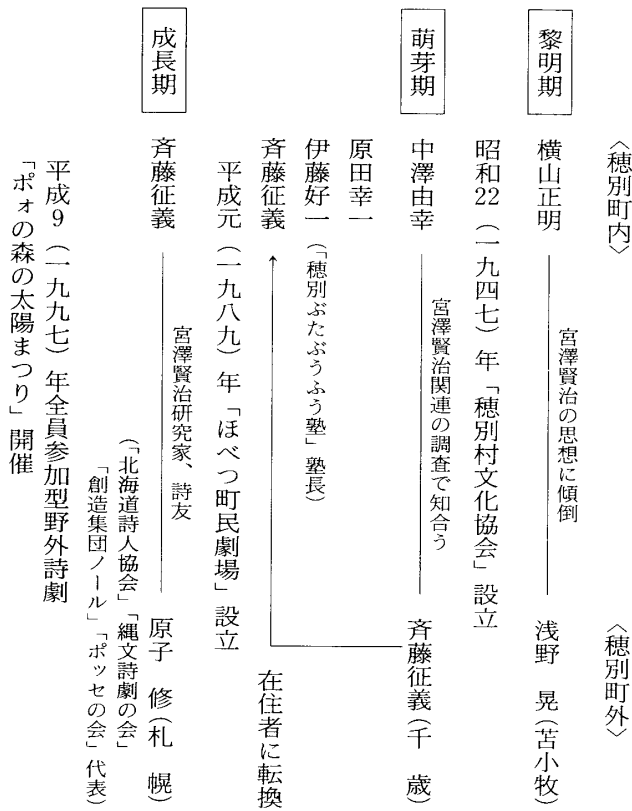 〈穂別町内〉
〈穂別町外〉
黎明期
横山正明
宮澤賢治の思想に傾倒
浅野　晃(苫小牧)
昭和22（一九四七）年「穂別村文化協会」設立
萌芽期
中澤由幸
宮澤賢治関連の調査で知合う
斉藤征義(千　歳)
原田幸一
伊藤好一(「穂別ぶたぶうふう塾」塾長)
斉藤征義
在住者に転換
平成元（一九八九）年「ほべつ町民劇場」設立
成長期
斉藤征義
宮澤賢治研究家、詩友
原子　修(札　幌)
(「北海道詩人協会」「縄文詩劇の会」
「創造集団ノール」「ポッセの会」代表)
平成9（一九九七）年全員参加型野外詩劇
「ポォの森の太陽まつり」開催